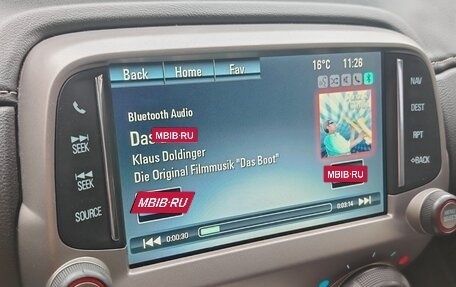 Back Home Fav 16°C 11:26
Bluetooth Audio
Das
MBIB·RU
Klaus Doldinger
Die Original Filmmusik "Das Boot"
MBIB·RU
MBIB·RU
0:00:30
0:03:14
SEEK
SEEK
SOURCE
NAV
DEST
RPT
BACK